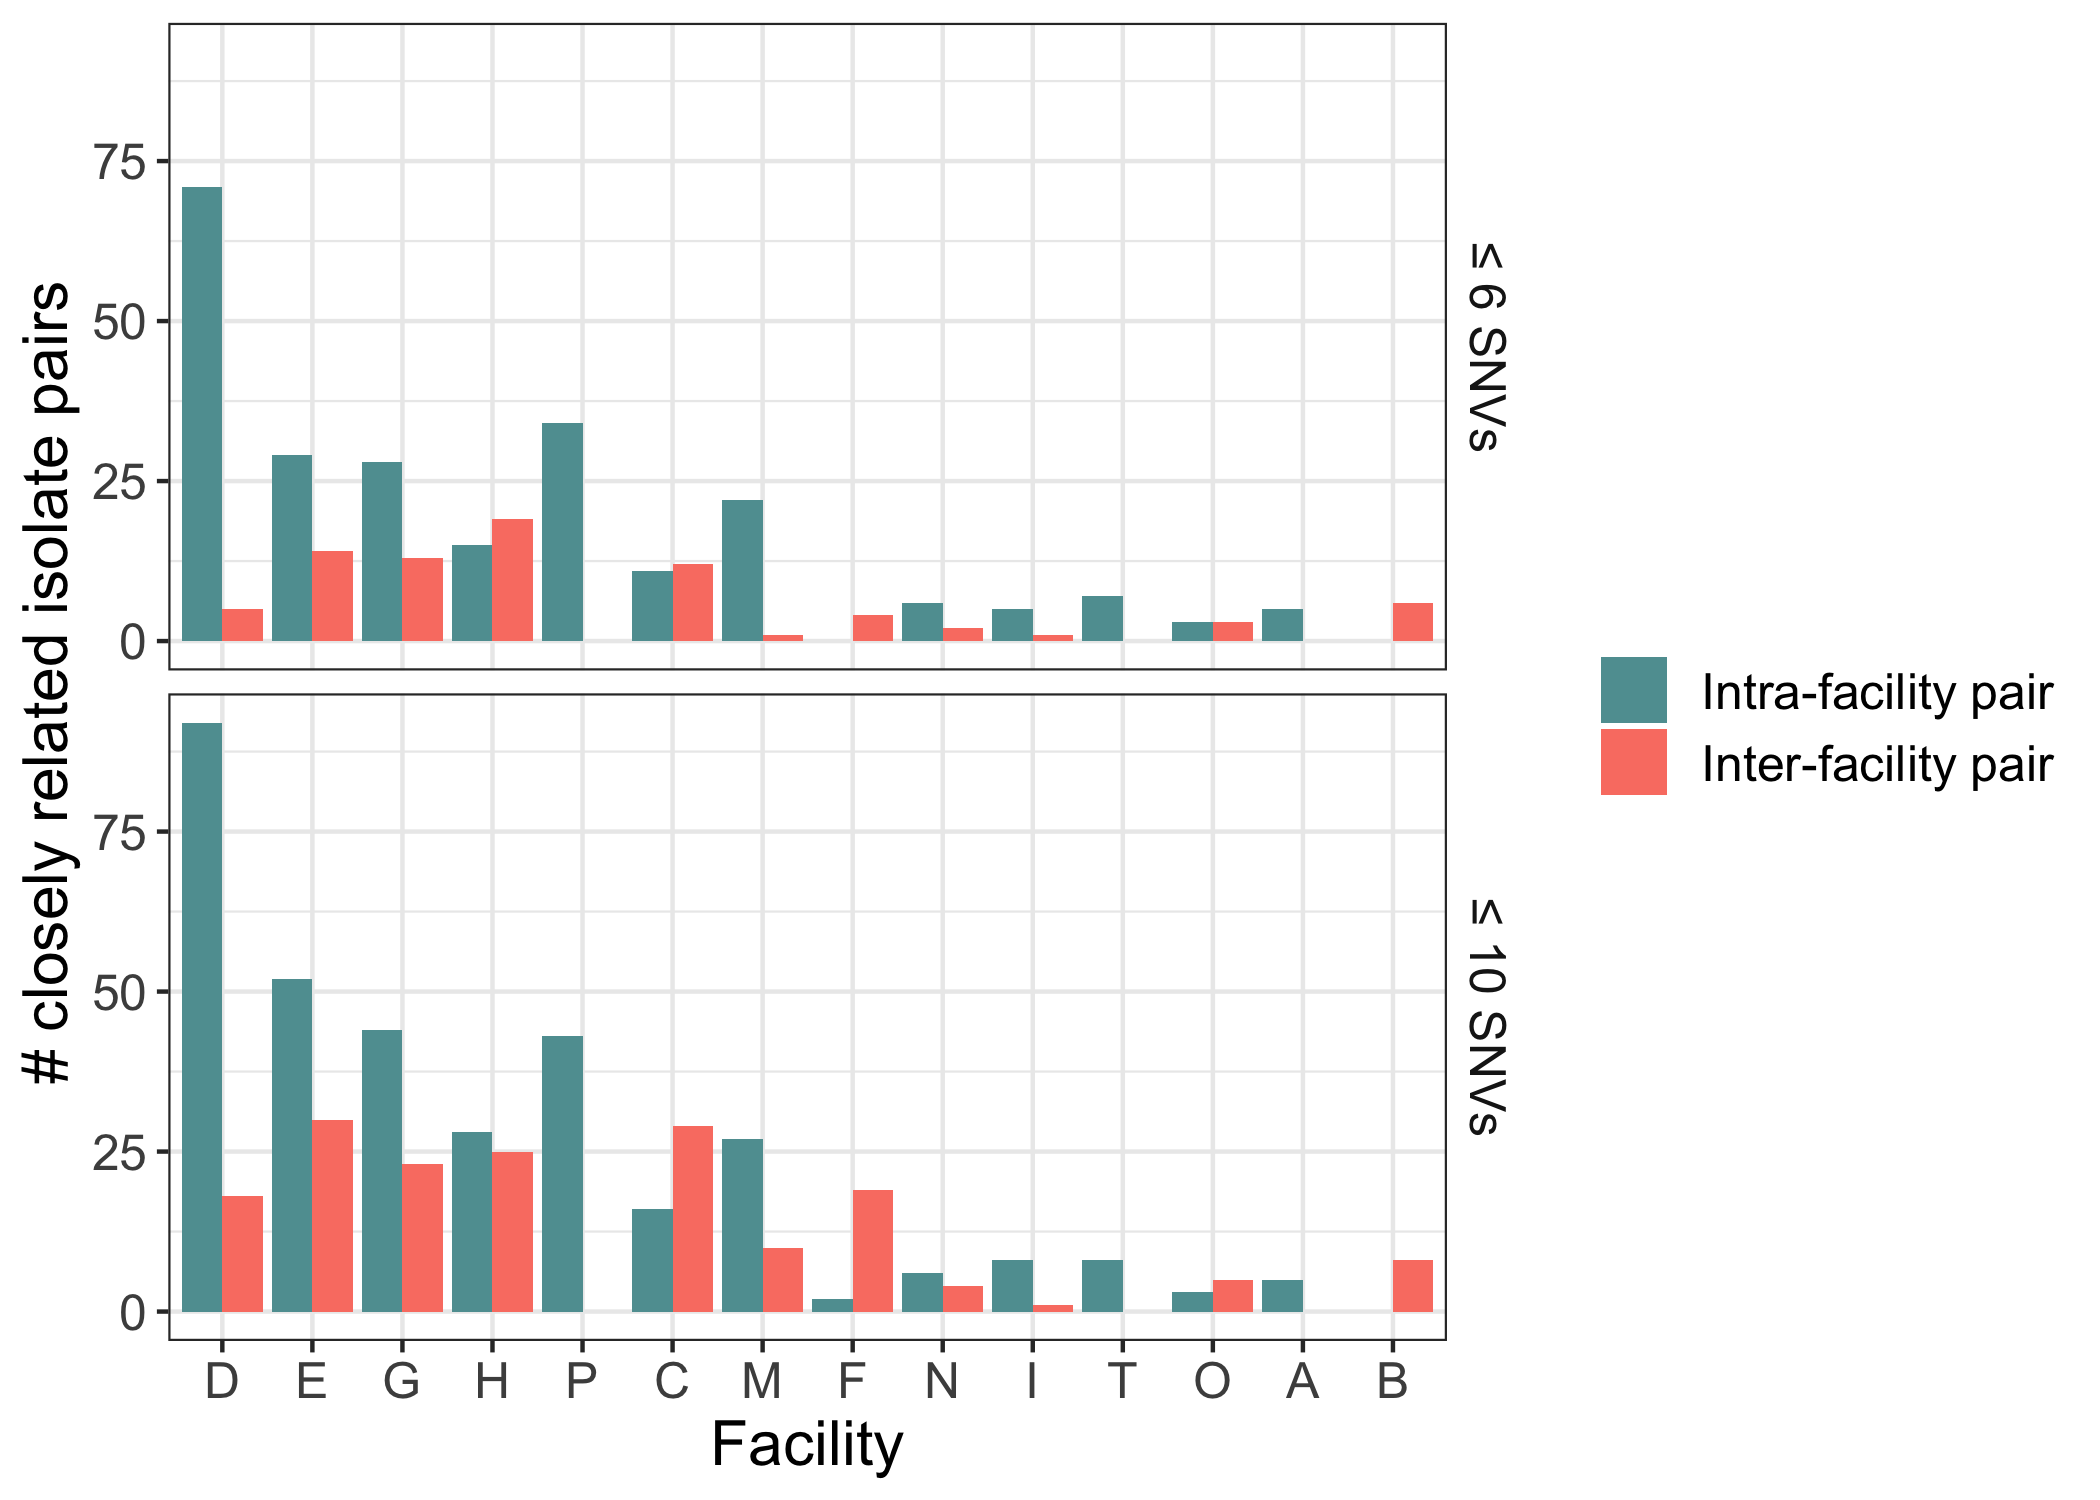 # closely related isolate pairs
75
50
25
0
≤ 6 SNVs
75
50
25
0
≤ 10 SNVs
D E G H P C M F N I T O A B
Facility
Intra-facility pair
Inter-facility pair